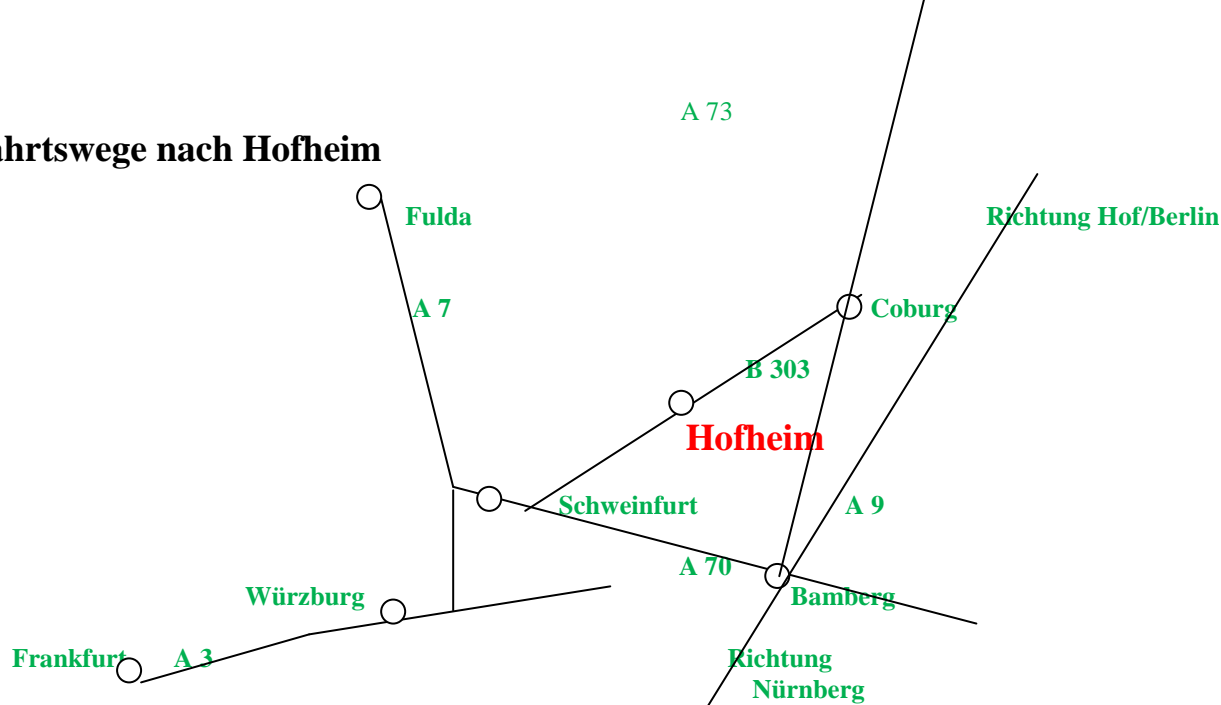 A 73
ahrtswege nach Hofheim
Fulda
Richtung Hof/Berlin
A 7
Coburg
B 303
Hofheim
Schweinfurt
A 9
A 70
Würzburg
Bamberg
Frankfurt
A 3
Richtung
Nürnberg